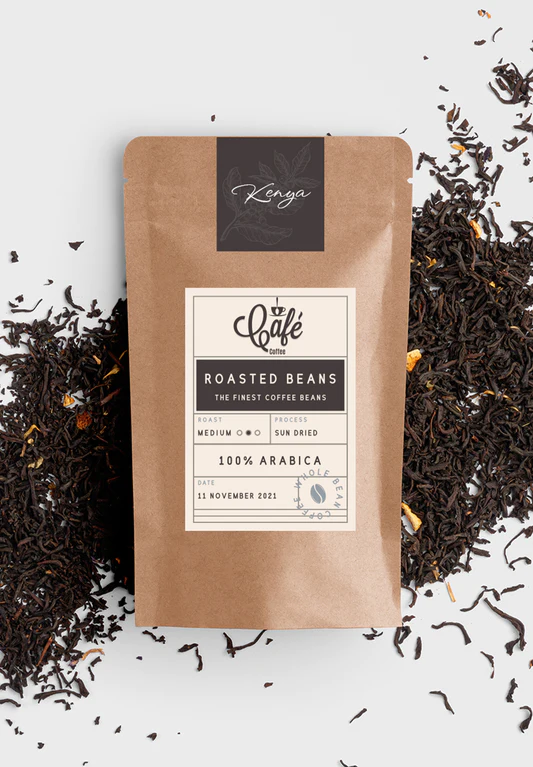 Kenya
Café
Coffee
ROASTED BEANS
THE FINEST COFFEE BEANS
ROAST
PROCESS
MEDIUM
SUN DRIED
100% ARABICA
DATE
11 NOVEMBER 2021
COFFEE WHOLE BEAN